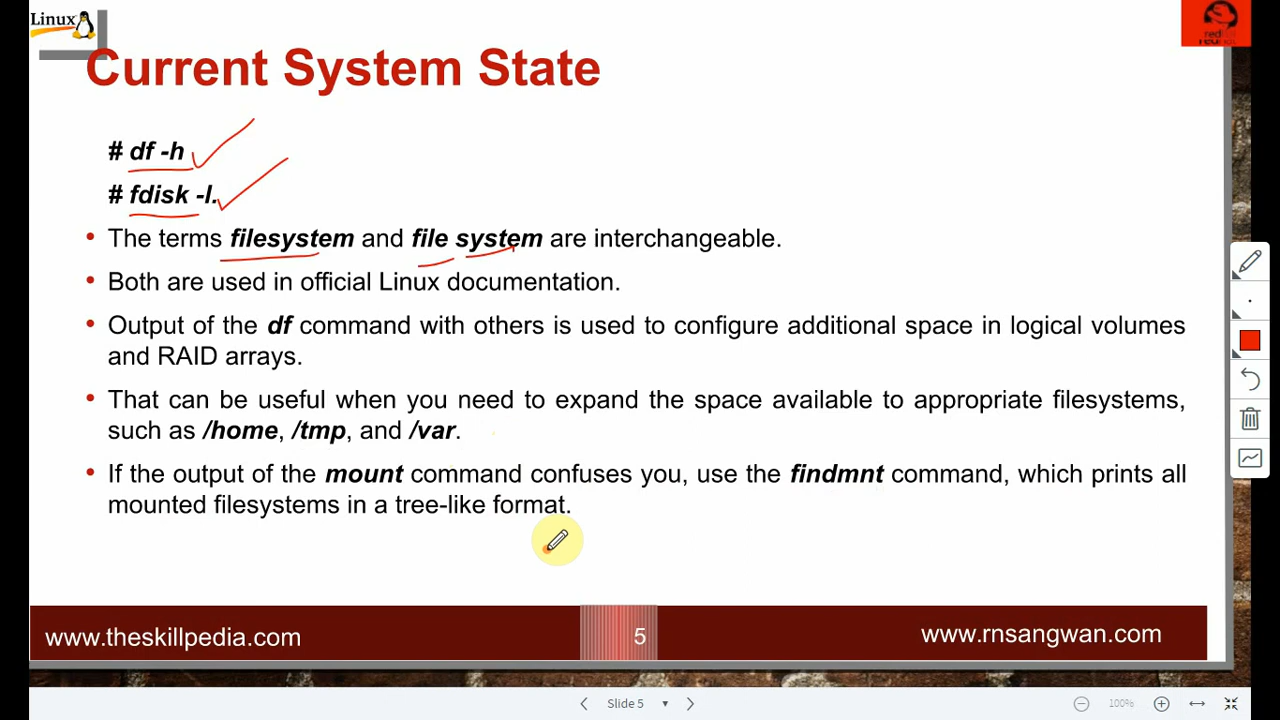 Linux
Current System State
# df -h
# fdisk -l.
• The terms filesystem and file system are interchangeable.
• Both are used in official Linux documentation.
• Output of the df command with others is used to configure additional space in logical volumes
and RAID arrays.
• That can be useful when you need to expand the space available to appropriate filesystems,
such as /home, /tmp, and /var.
• If the output of the mount command confuses you, use the findmnt command, which prints all
mounted filesystems in a tree-like format.
www.theskillpedia.com
5
www.rnsangwan.com
Slide 5
100%